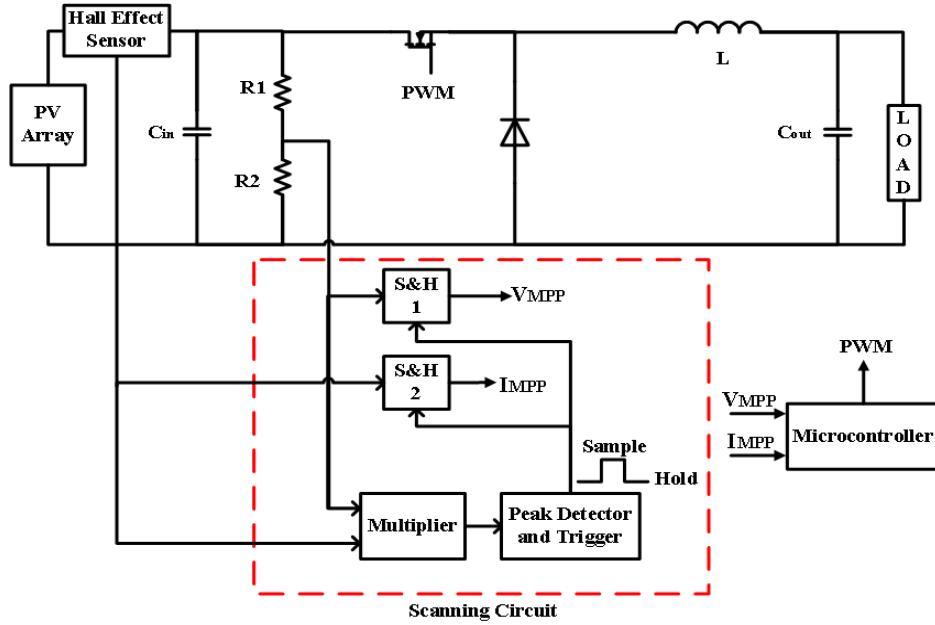 Hall Effect
Sensor
PV
Array
Cin
R1
R2
PWM
L
Cout
LOAD
S&H
1
VMPP
S&H
2
IMPP
Sample
Hold
Multiplier
Peak Detector
and Trigger
Scanning Circuit
PWM
VMPP
IMPP
Microcontroller